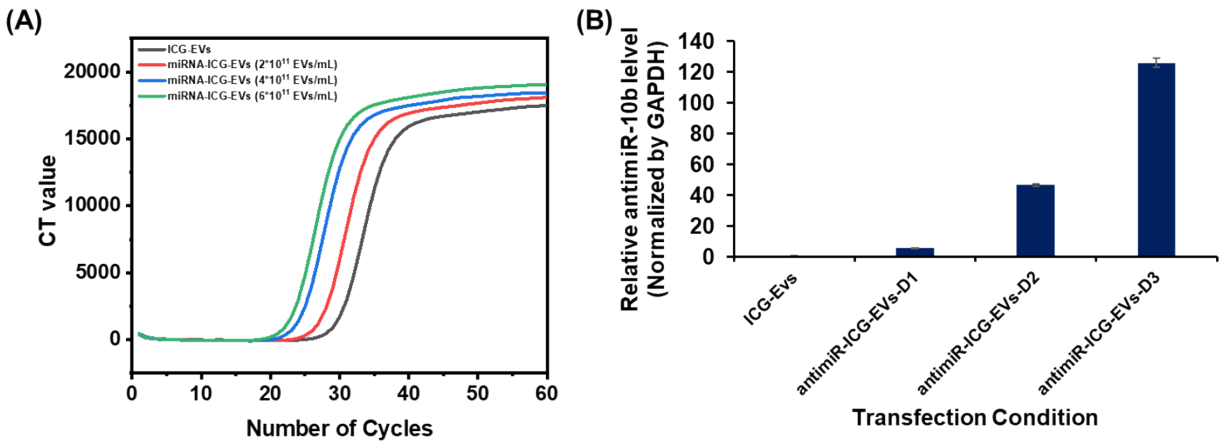 (A)
ICG-EVs
miRNA-ICG-EVs (2*10¹¹ EVs/mL)
miRNA-ICG-EVs (4*10¹¹ EVs/mL)
miRNA-ICG-EVs (6*10¹¹ EVs/mL)
20000
15000
10000
5000
0
CT value
0 10 20 30 40 50 60
Number of Cycles
(B)
140
120
100
80
60
40
20
0
Relative antimiR-10b lelvel
(Normalized by GAPDH)
ICG-Evs
antimiR-ICG-EVs-D1
antimiR-ICG-EVs-D2
antimiR-ICG-EVs-D3
Transfection Condition